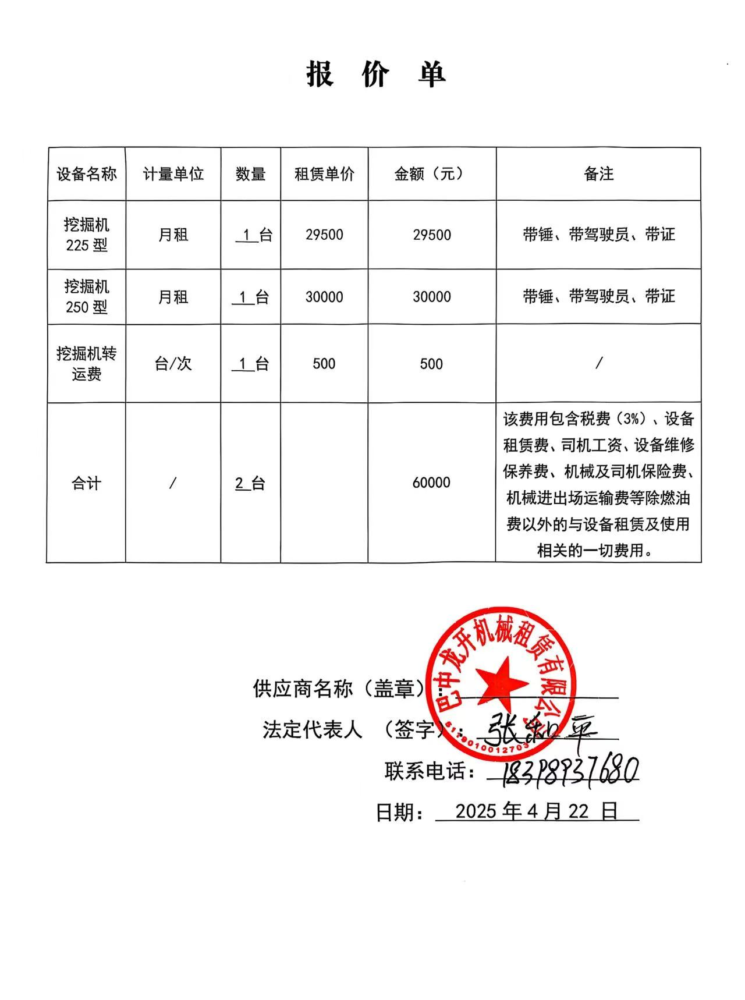 报 价 单
设备名称 计量单位 数量 租赁单价 金额（元） 备注
挖掘机
225 型 月租 1 台 29500 29500 带锤、带驾驶员、带证
挖掘机
250 型 月租 1 台 30000 30000 带锤、带驾驶员、带证
挖掘机转
运费 台/次 1 台 500 500 /
合计 / 2 台 60000
该费用包含税费（3%）、设备
租赁费、司机工资、设备维修
保养费、机械及司机保险费、
机械进出场运输费等除燃油
费以外的与设备租赁及使用
相关的一切费用。
巴中龙开机械租赁有限公司
5119010012703
供应商名称（盖章）：
法定代表人 （签字）：张 平
联系电话：18398937680
日期：2025 年 4 月 22 日